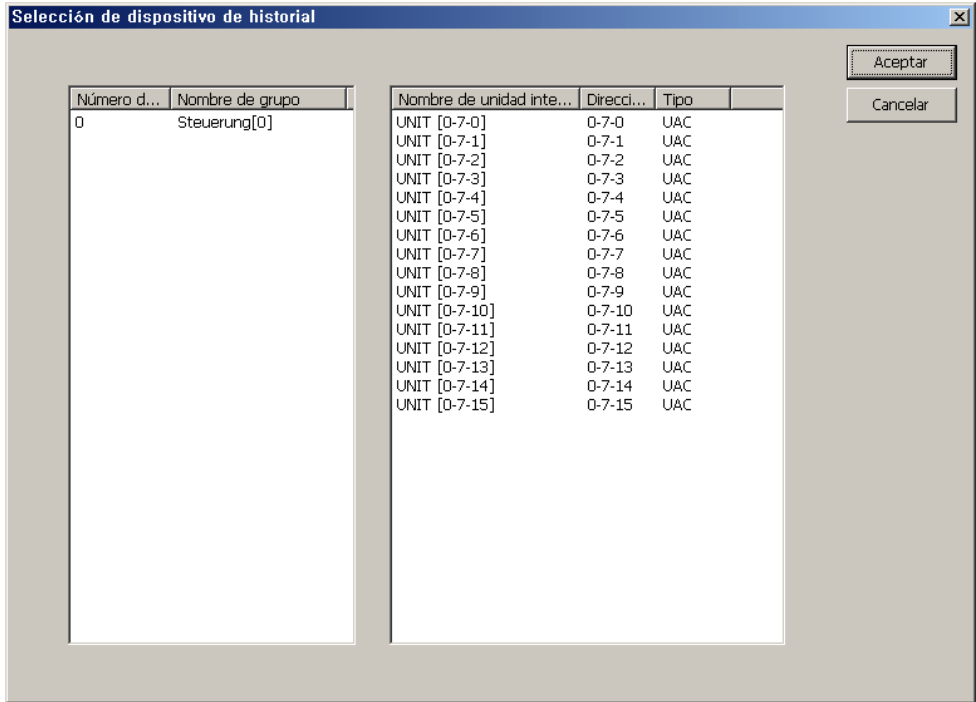 Selección de dispositivo de historial
Aceptar
Cancelar
Número d... Nombre de grupo
0 Steuerung[0]
Nombre de unidad inte... Direcci... Tipo
UNIT [0-7-0] 0-7-0 UAC
UNIT [0-7-1] 0-7-1 UAC
UNIT [0-7-2] 0-7-2 UAC
UNIT [0-7-3] 0-7-3 UAC
UNIT [0-7-4] 0-7-4 UAC
UNIT [0-7-5] 0-7-5 UAC
UNIT [0-7-6] 0-7-6 UAC
UNIT [0-7-7] 0-7-7 UAC
UNIT [0-7-8] 0-7-8 UAC
UNIT [0-7-9] 0-7-9 UAC
UNIT [0-7-10] 0-7-10 UAC
UNIT [0-7-11] 0-7-11 UAC
UNIT [0-7-12] 0-7-12 UAC
UNIT [0-7-13] 0-7-13 UAC
UNIT [0-7-14] 0-7-14 UAC
UNIT [0-7-15] 0-7-15 UAC